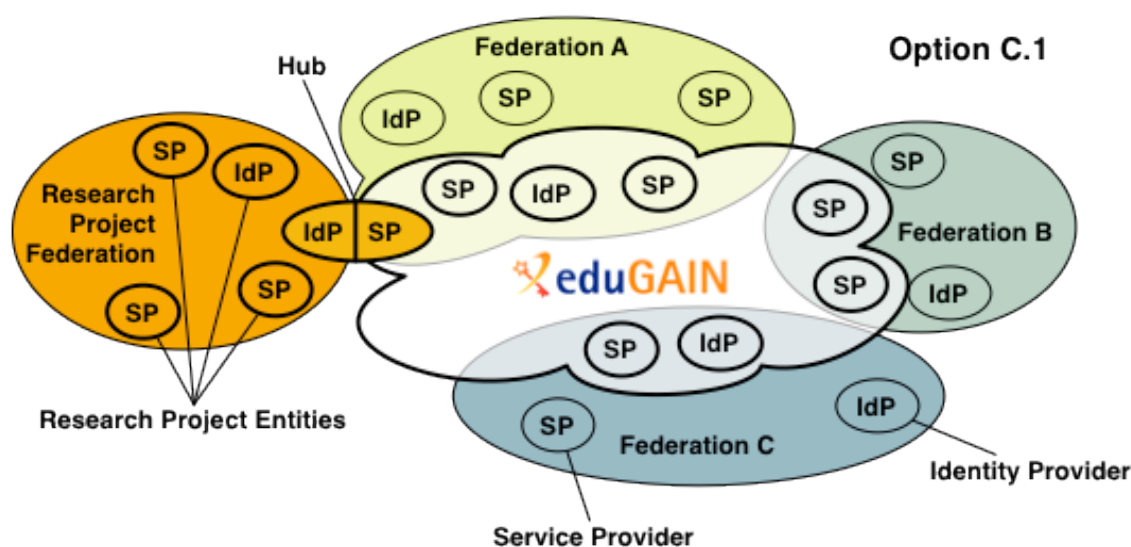 Federation A
Option C.1
Hub
SP
SP
IdP
SP
IdP
SP
IdP
SP
SP
Research
Project
Federation
IdP
SP
SP
Federation B
eduGAIN
SP
SP
IdP
SP
SP
IdP
Research Project Entities
SP
IdP
Federation C
Identity Provider
Service Provider